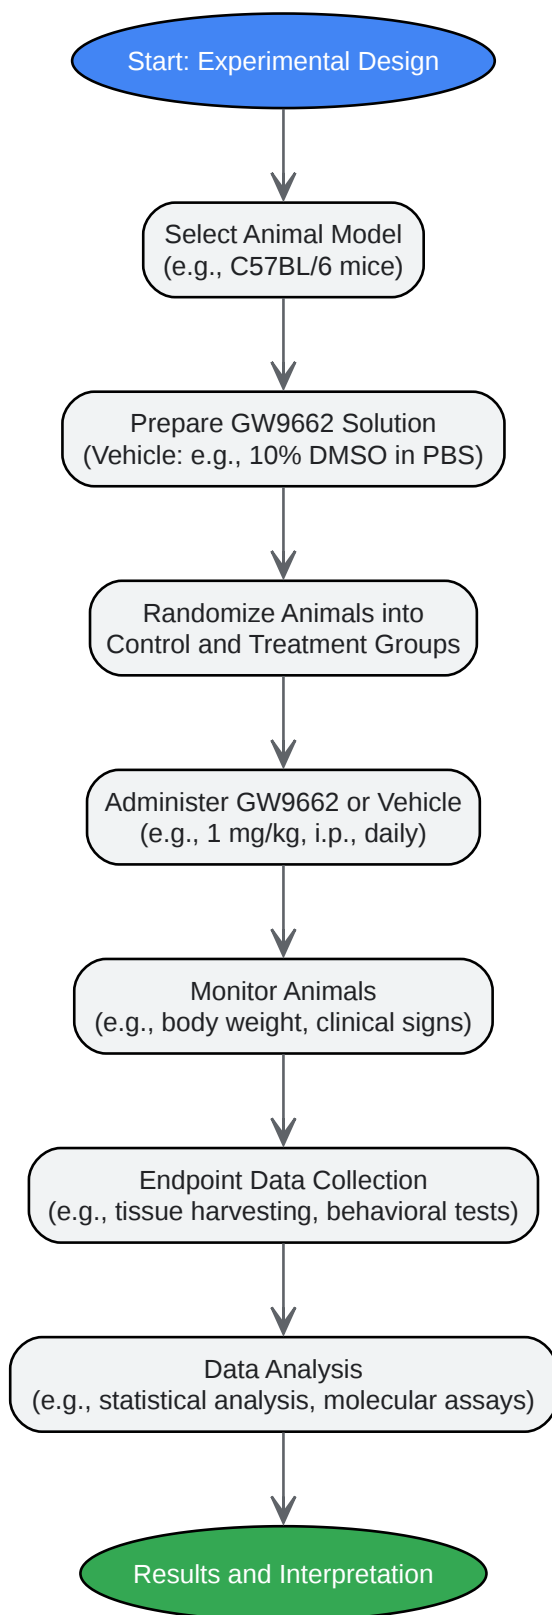 Start: Experimental Design
Select Animal Model
(e.g., C57BL/6 mice)
Prepare GW9662 Solution
(Vehicle: e.g., 10% DMSO in PBS)
Randomize Animals into
Control and Treatment Groups
Administer GW9662 or Vehicle
(e.g., 1 mg/kg, i.p., daily)
Monitor Animals
(e.g., body weight, clinical signs)
Endpoint Data Collection
(e.g., tissue harvesting, behavioral tests)
Data Analysis
(e.g., statistical analysis, molecular assays)
Results and Interpretation